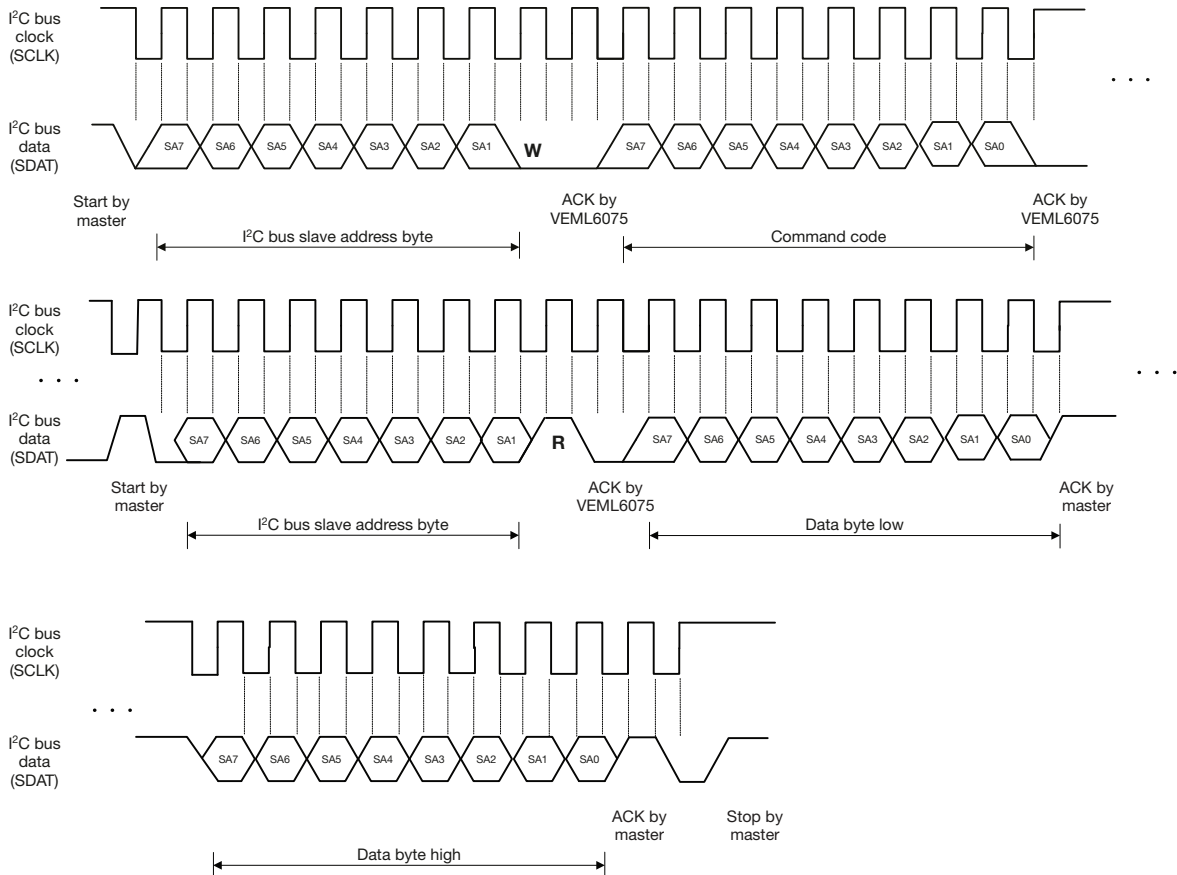 I²C bus
clock
(SCLK)
. . .
I²C bus
data
(SDAT)
SA7 SA6 SA5 SA4 SA3 SA2 SA1 W SA7 SA6 SA5 SA4 SA3 SA2 SA1 SA0
Start by
master
ACK by
VEML6075
ACK by
VEML6075
I²C bus slave address byte
Command code
I²C bus
clock
(SCLK)
. . .
. . .
I²C bus
data
(SDAT)
SA7 SA6 SA5 SA4 SA3 SA2 SA1 R SA7 SA6 SA5 SA4 SA3 SA2 SA1 SA0
Start by
master
ACK by
VEML6075
ACK by
master
I²C bus slave address byte
Data byte low
I²C bus
clock
(SCLK)
. . .
I²C bus
data
(SDAT)
SA7 SA6 SA5 SA4 SA3 SA2 SA1 SA0
ACK by
master
Stop by
master
Data byte high